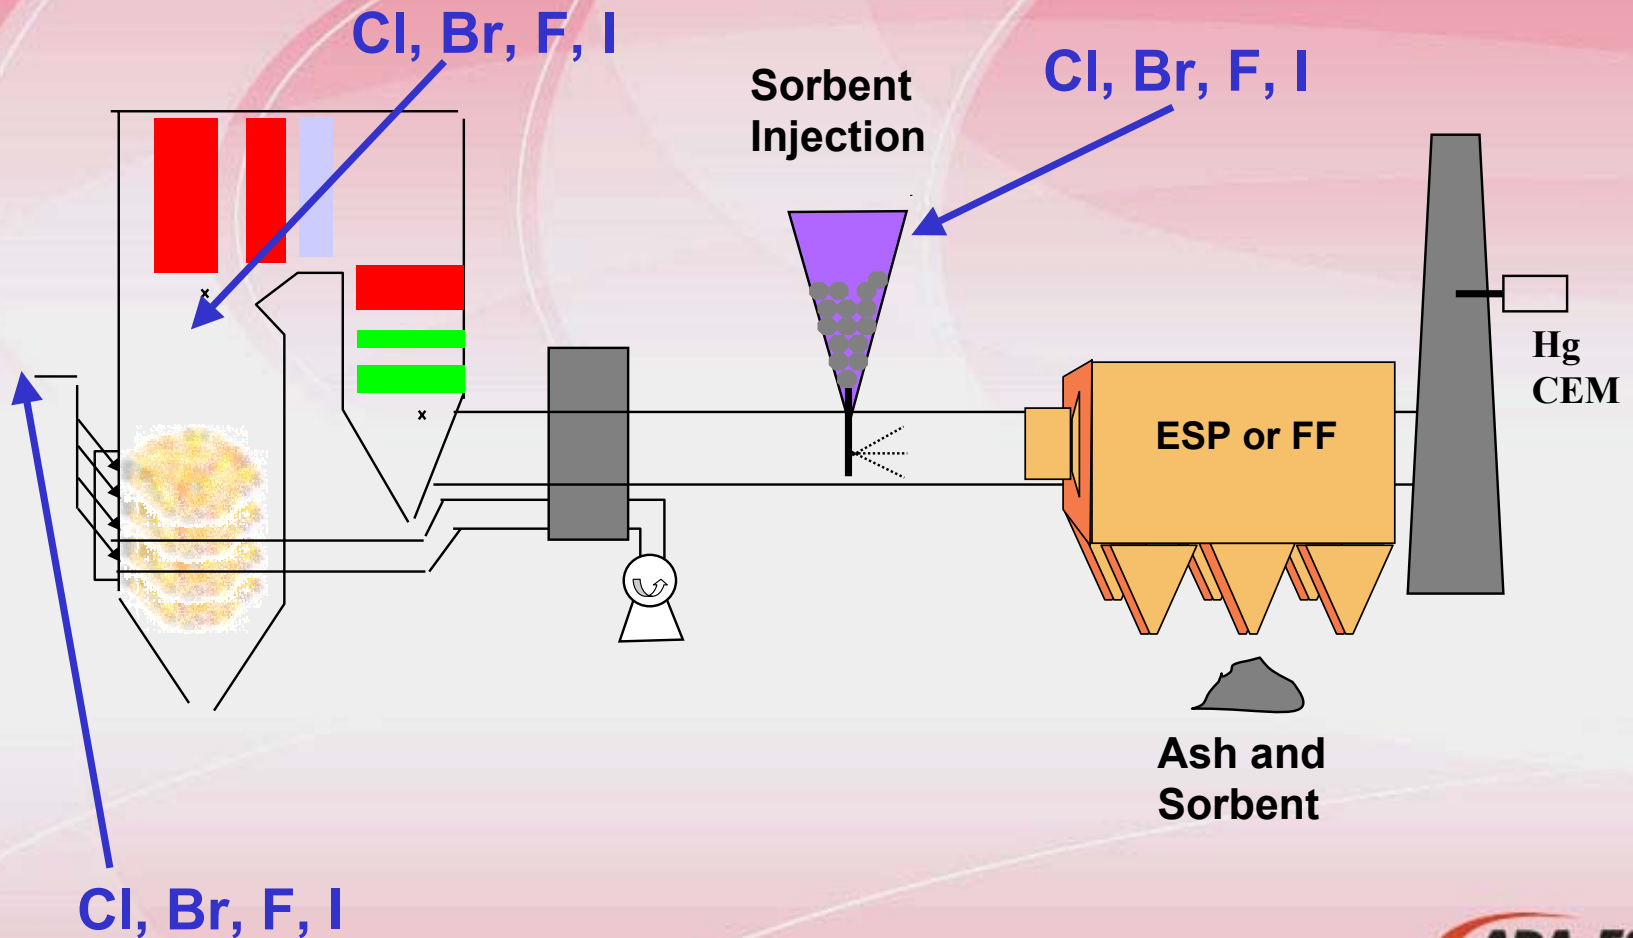 Cl, Br, F, I
Cl, Br, F, I
Sorbent
Injection
Hg
CEM
ESP or FF
Ash and
Sorbent
Cl, Br, F, I